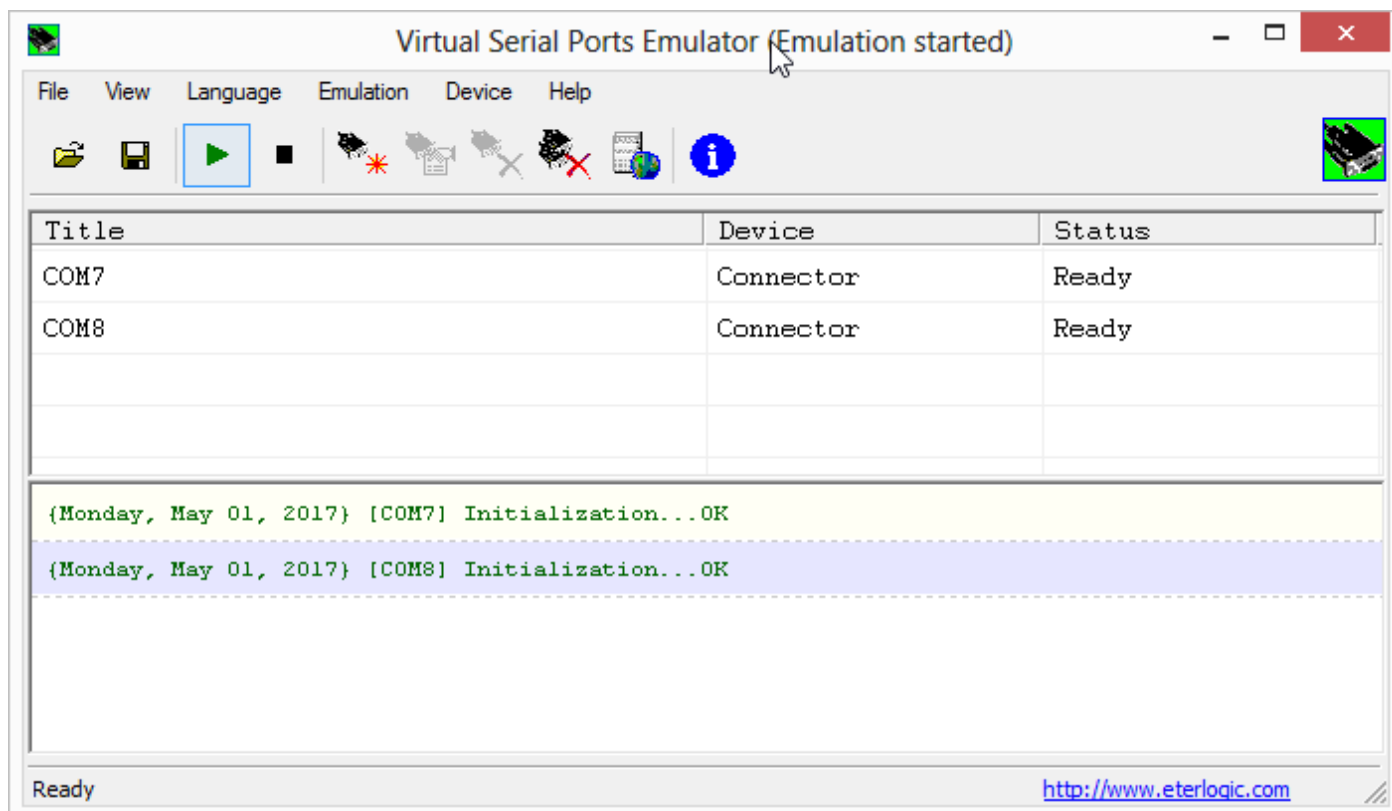 Virtual Serial Ports Emulator (Emulation started)
File View Language Emulation Device Help
Title Device Status
COM7 Connector Ready
COM8 Connector Ready
{Monday, May 01, 2017} [COM7] Initialization...OK
{Monday, May 01, 2017} [COM8] Initialization...OK
Ready http://www.eterlogic.com